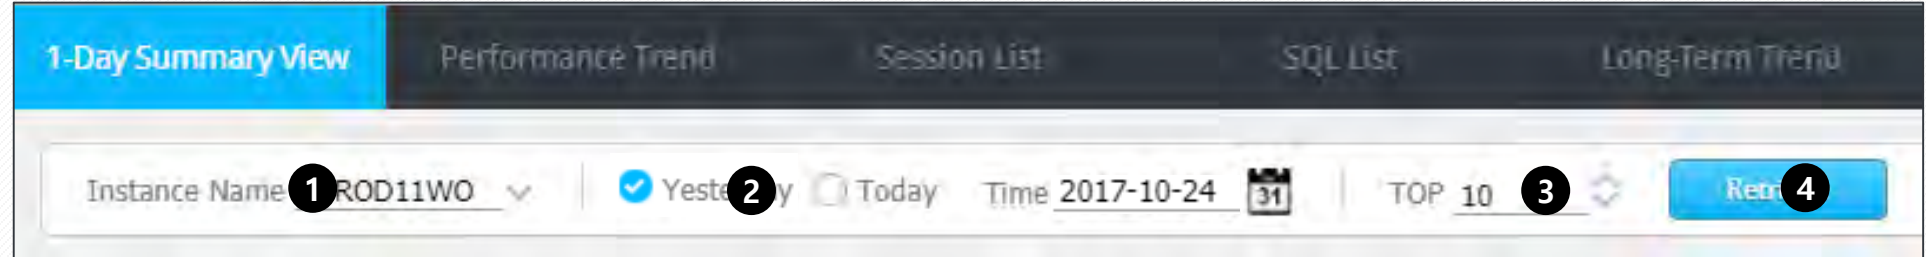 1-Day Summary View Performance Trend Session List SQL List Long-Term Trend
Instance Name 1 ROD11WO Yeste 2 y Today Time 2017-10-24 31 TOP 10 3 Retri 4